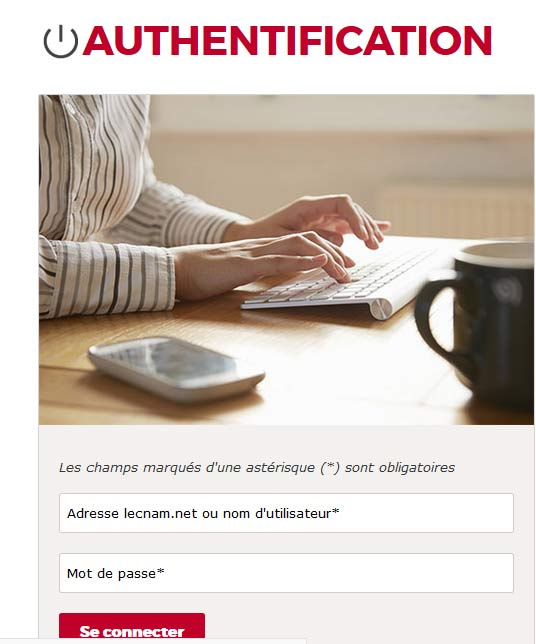 AUTHENTIFICATION
Les champs marqués d'une astérisque (*) sont obligatoires
Adresse lecnam.net ou nom d'utilisateur*
Mot de passe*
Se connecter